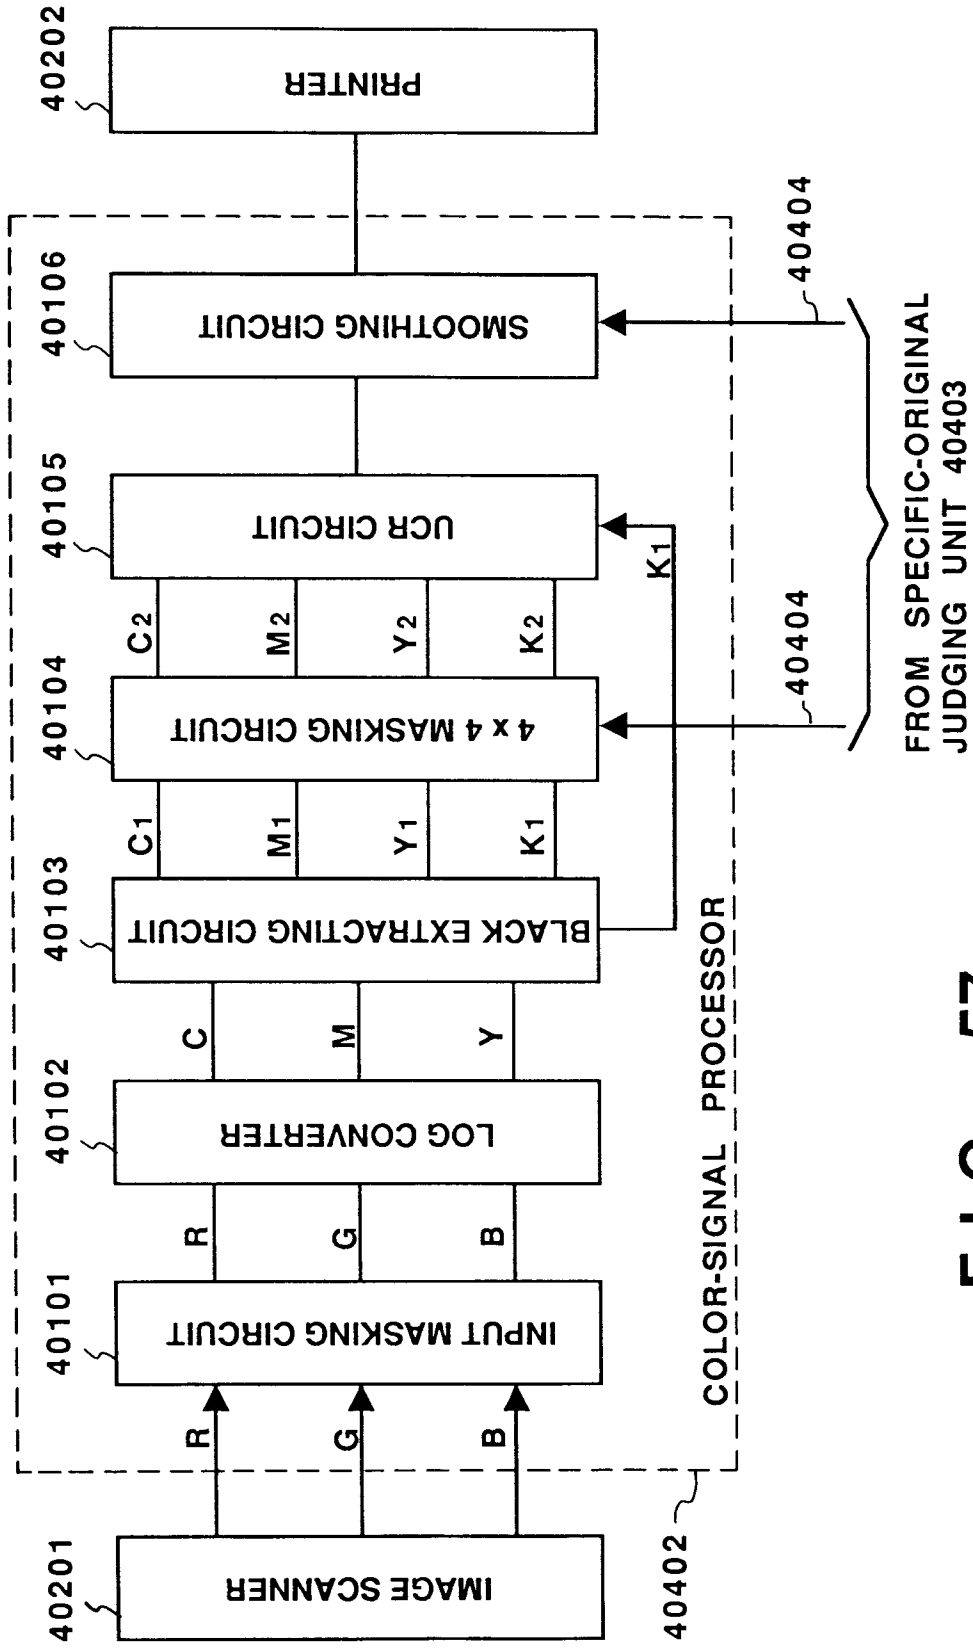 40201
IMAGE SCANNER
R
G
B
40402
40101
INPUT MASKING CIRCUIT
R
G
B
40102
LOG CONVERTER
C
M
Y
40103
BLACK EXTRACTING CIRCUIT
C1
M1
Y1
K1
40104
4 x 4 MASKING CIRCUIT
C2
M2
Y2
K2
K1
40105
UCR CIRCUIT
40106
SMOOTHING CIRCUIT
40202
PRINTER
COLOR-SIGNAL PROCESSOR
40404
40404
FROM SPECIFIC-ORIGINAL
JUDGING UNIT 40403